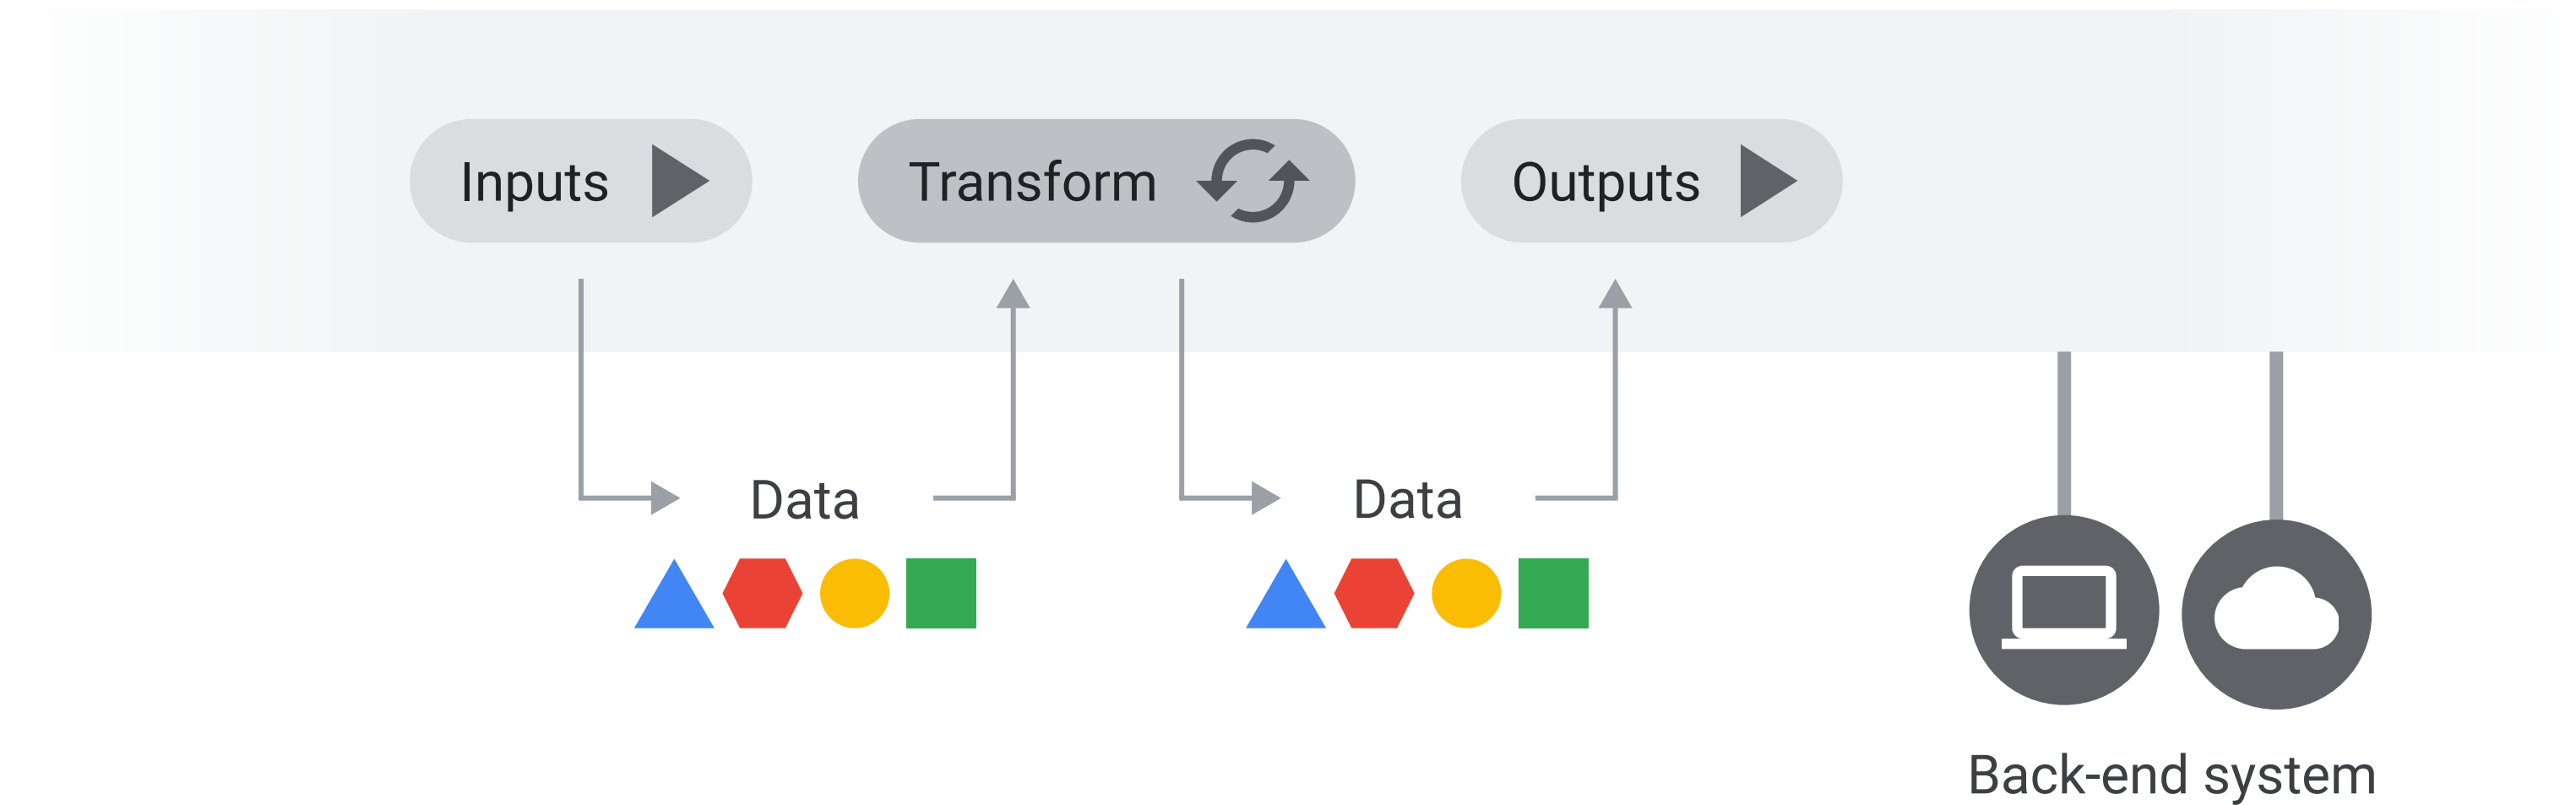 Inputs
Transform
Outputs
Data
Data
Back-end system